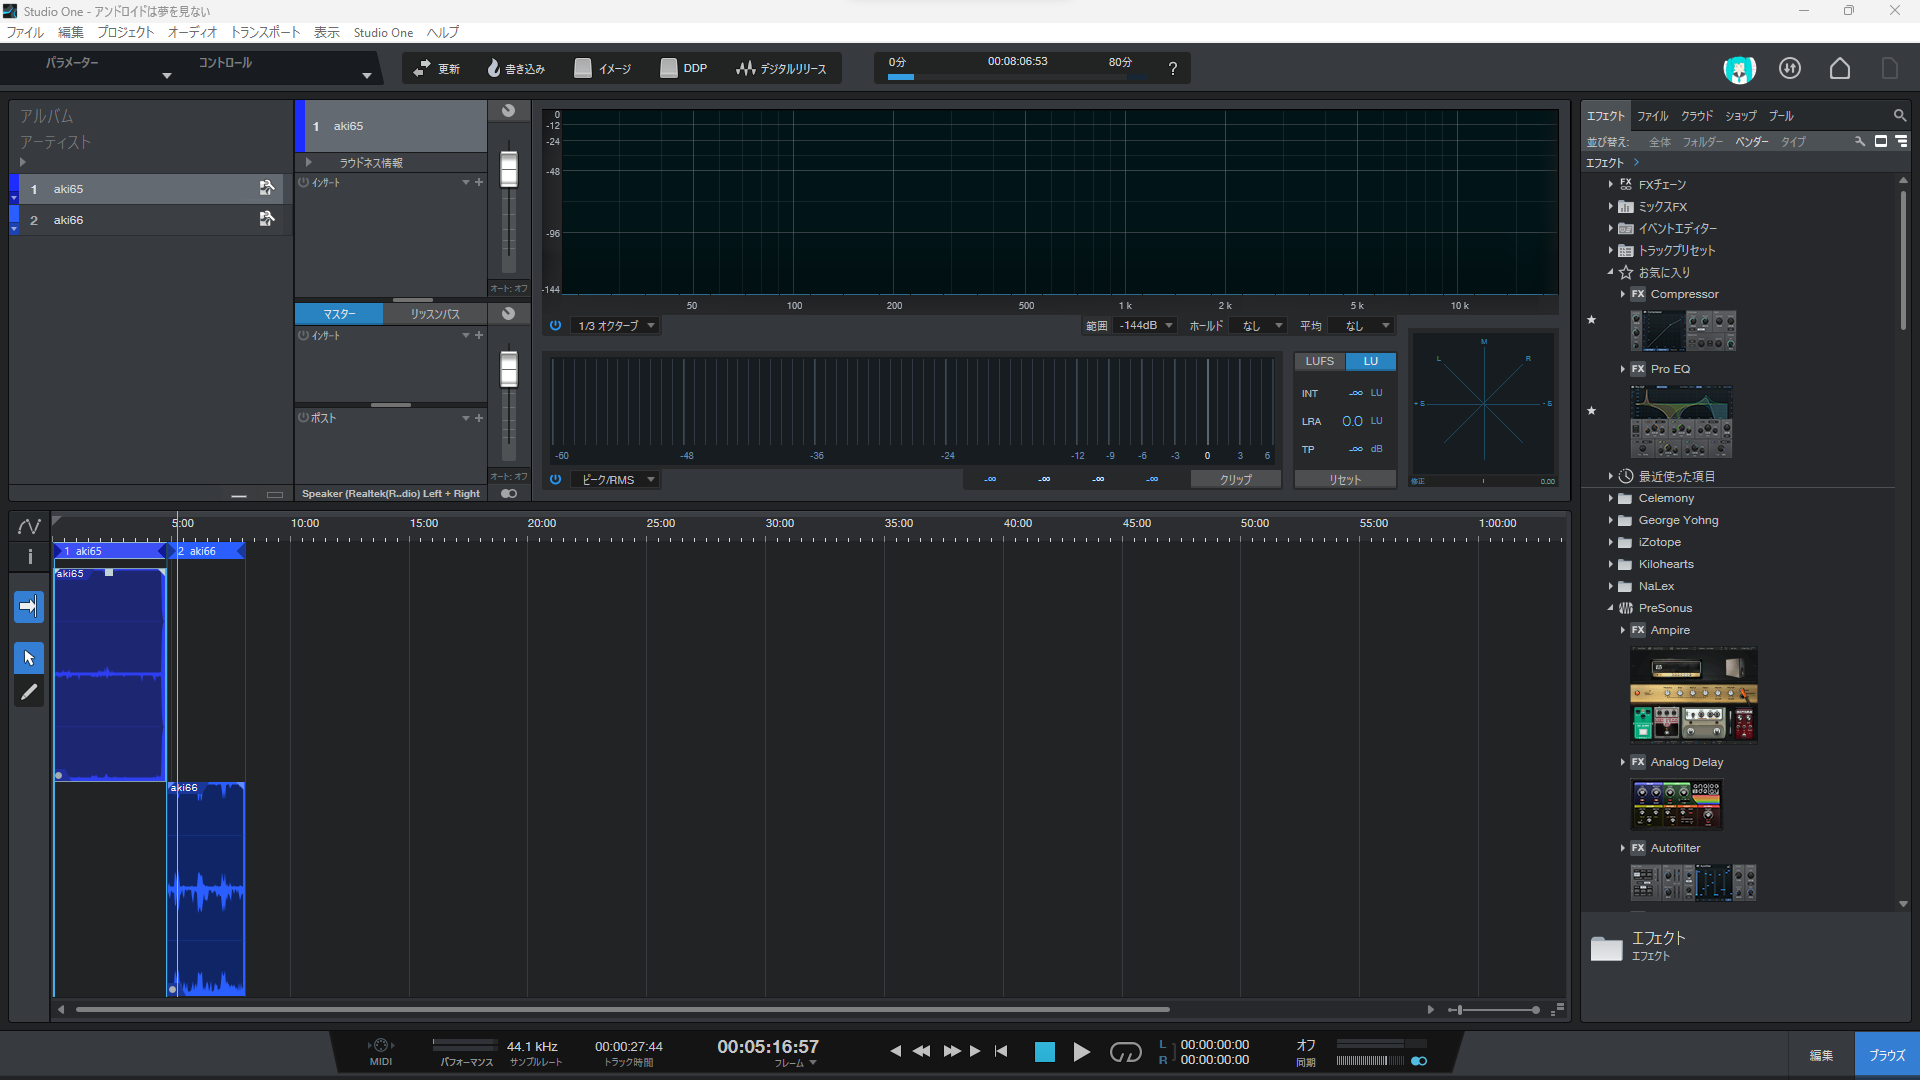 Studio One - アンドロイドは夢を見ない
ファイル 編集 プロジェクト オーディオ トランスポート 表示 Studio One ヘルプ
パラメーター コントロール
更新 書き込み イメージ DDP デジタルリリース
0分 00:08:06:53 80分 ?
アルバム
アーティスト
1 aki65
2 aki66
1 aki65
ラウドネス情報
インサート
オート: オフ
マスター リッスンバス
インサート
ポスト
オート: オフ
Speaker (Realtek(R..dio) Left + Right
0
-12
-24
-48
-96
-144
50 100 200 500 1 k 2 k 5 k 10 k
1/3 オクターブ 範囲 -144dB ホールド なし 平均 なし
-60 -48 -36 -24 -12 -9 -6 -3 0 3 6
ピーク/RMS -∞ -∞ -∞ -∞ クリップ
LUFS LU
INT -∞ LU
LRA 0.0 LU
TP -∞ dB
リセット
M
L R
+ S - S
修正 0.00
エフェクト ファイル クラウド ショップ プール
並び替え: 全体 フォルダー ベンダー タイプ
エフェクト
FXチェーン
ミックスFX
イベントエディター
トラックプリセット
お気に入り
FX Compressor
FX Pro EQ
最近使った項目
Celemony
George Yohng
iZotope
Kilohearts
NaLex
PreSonus
FX Ampire
FX Analog Delay
FX Autofilter
エフェクト
エフェクト
5:00 10:00 15:00 20:00 25:00 30:00 35:00 40:00 45:00 50:00 55:00 1:00:00
1 aki65 2 aki66
aki65
aki66
MIDI
パフォーマンス
44.1 kHz
サンプルレート
00:00:27:44
トラック時間
00:05:16:57
フレーム
L 00:00:00:00
R 00:00:00:00
オフ
同期
編集 ブラウズ